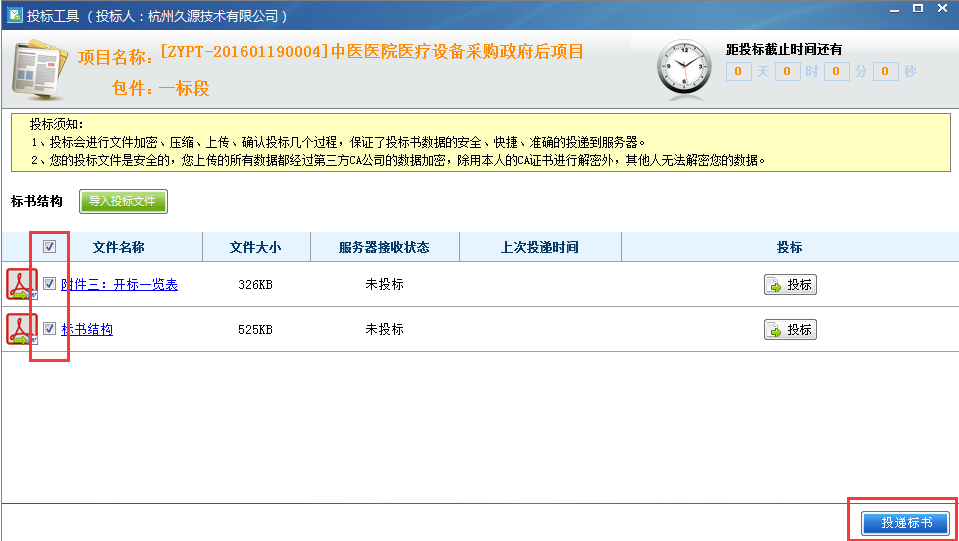 投标工具 （ 投标人：杭州久源技术有限公司 ）
项目名称：[ZYPT-201601190004]中医医院医疗设备采购政府后项目
包件：一标段
距投标截止时间还有
0 天 0 时 0 分 0 秒
投标须知：
1、投标会进行文件加密、压缩、上传、确认投标几个过程，保证了投标书数据的安全、快捷、准确的投递到服务器。
2、您的投标文件是安全的，您上传的所有数据都经过第三方CA公司的数据加密，除用本人的CA证书进行解密外，其他人无法解密您的数据。
标书结构 导入投标文件
文件名称 文件大小 服务器接收状态 上次投递时间 投标
附件三：开标一览表 326KB 未投标 投标
标书结构 525KB 未投标 投标
投递标书